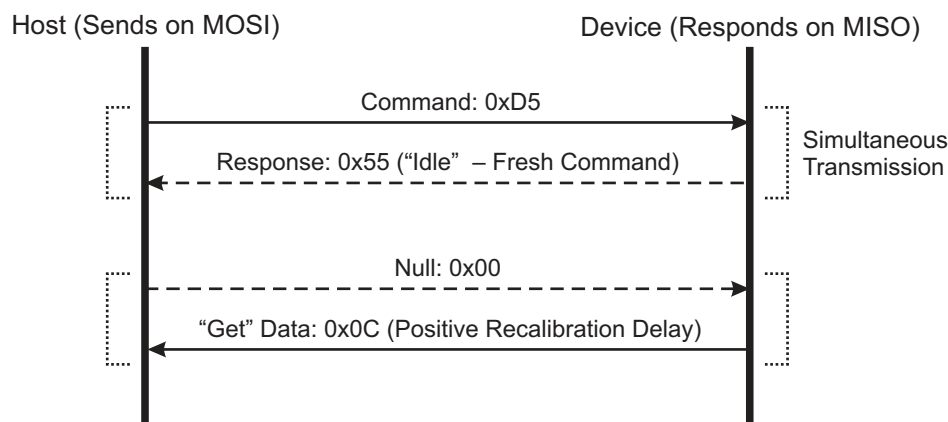 Host (Sends on MOSI)
Device (Responds on MISO)
Command: 0xD5
Response: 0x55 (“Idle” – Fresh Command)
Simultaneous
Transmission
Null: 0x00
“Get” Data: 0x0C (Positive Recalibration Delay)